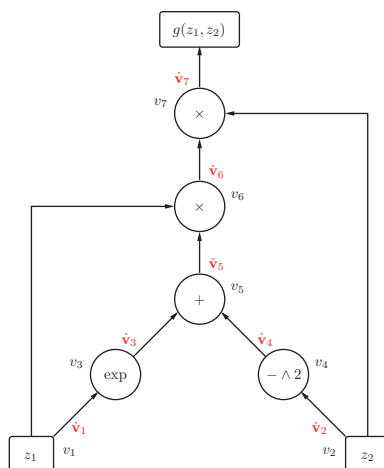 g(z₁, z₂)
v̇₇
v₇ ×
v̇₆
× v₆
v̇₅
+ v₅
v̇₃ v̇₄
v₃ exp − ∧ 2 v₄
v̇₁ v̇₂
z₁ v₁ v₂ z₂